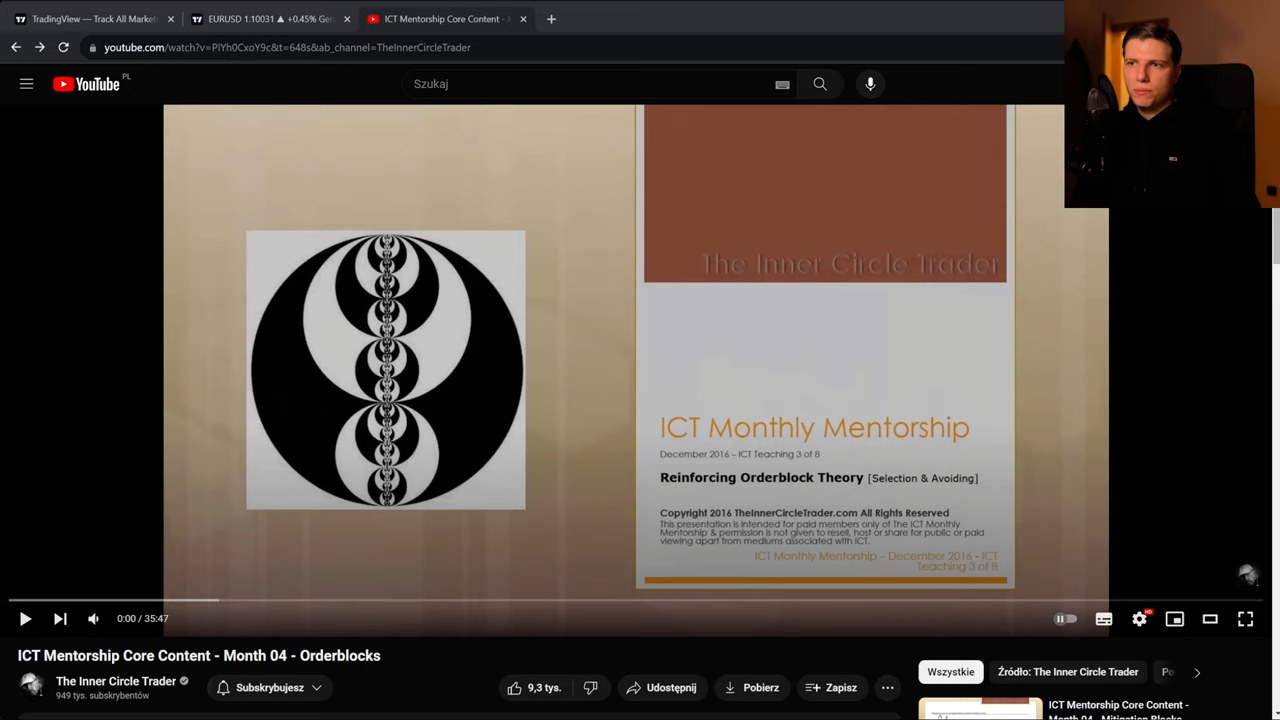 TradingView — Track All Market
EURUSD 1.10031 ▲ +0.45%
ICT Mentorship Core Content -
youtube.com/watch?v=PlYh0CxoY9c&t=648s&ab_channel=TheInnerCircleTrader
YouTube PL
Szukaj
The Inner Circle Trader
ICT Monthly Mentorship
December 2016 – ICT Teaching 3 of 8
Reinforcing Orderblock Theory [Selection & Avoiding]
Copyright 2016 TheInnerCircleTrader.com All Rights Reserved
This presentation is intended for paid members only of The ICT Monthly
Mentorship & permission is not given to resell, host or share for public or paid
viewing apart from mediums associated with ICT.
ICT Monthly Mentorship – December 2016 - ICT
Teaching 3 of 8
0:00 / 35:47
HD
ICT Mentorship Core Content - Month 04 - Orderblocks
The Inner Circle Trader
949 tys. subskrybentów
Subskrybujesz
9,3 tys.
Udostępnij
Pobierz
Zapisz
Wszystkie
Źródło: The Inner Circle Trader
Po
ICT Mentorship Core Content -
Month 04 - Mitigation Blocks